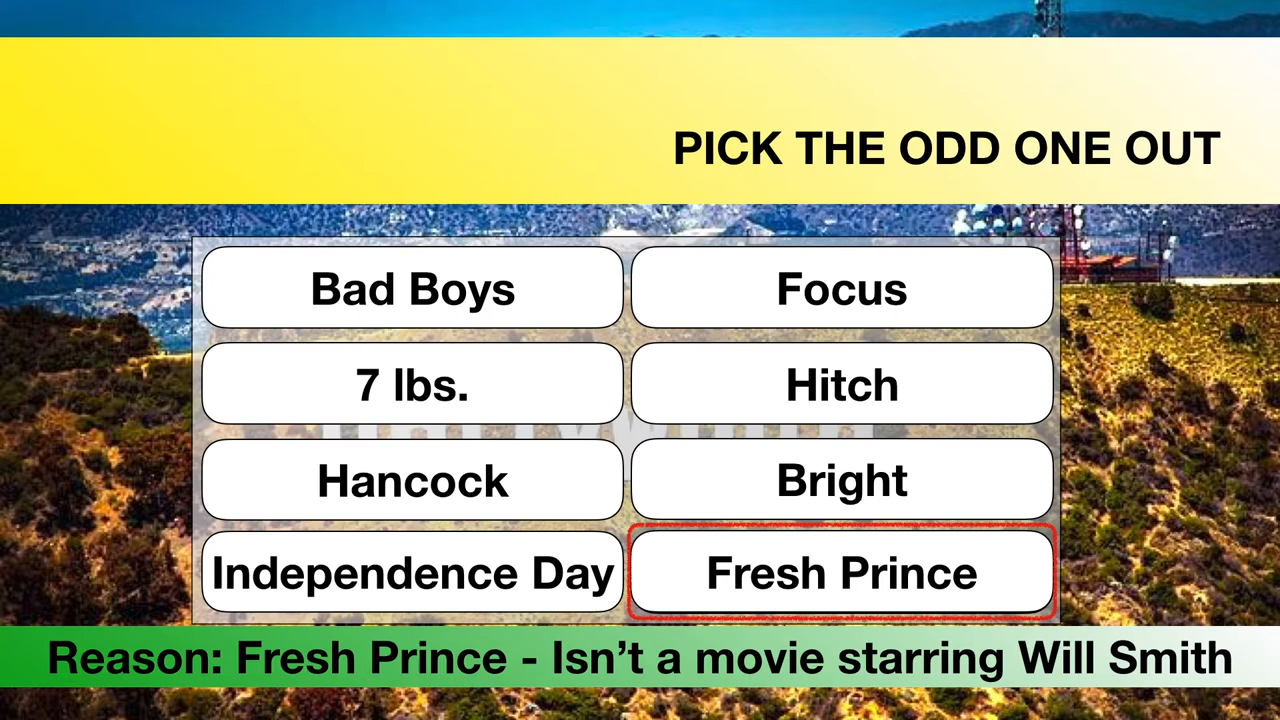 PICK THE ODD ONE OUT
Bad Boys
Focus
7 lbs.
Hitch
Hancock
Bright
Independence Day
Fresh Prince
Reason: Fresh Prince - Isn't a movie starring Will Smith